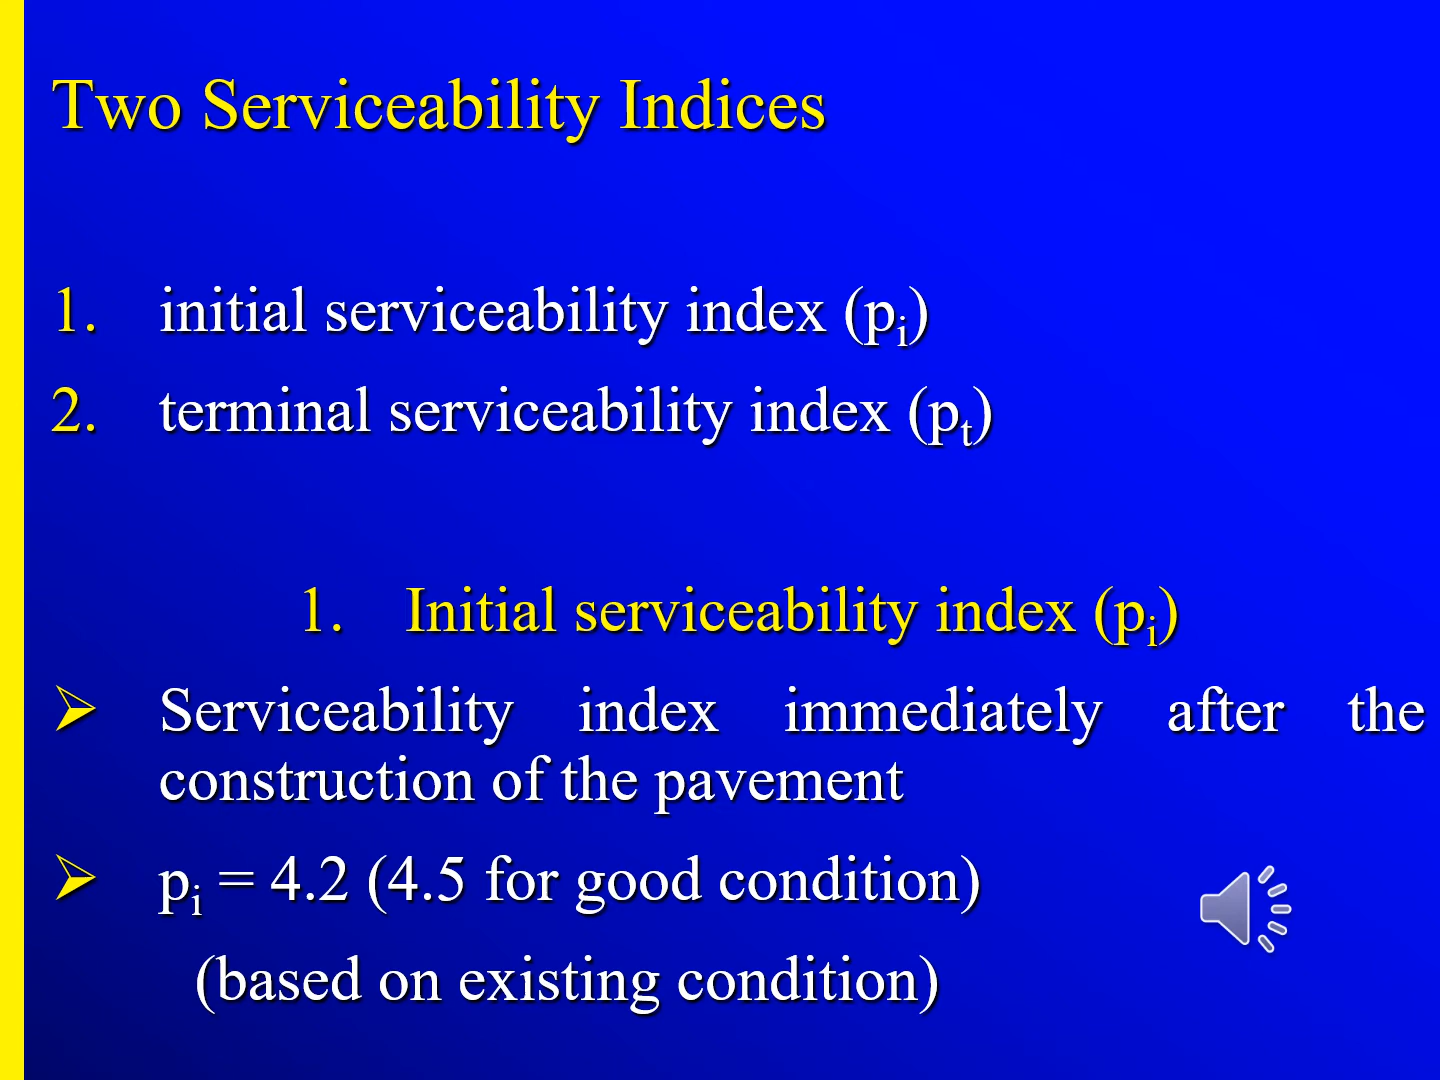 Two Serviceability Indices
1. initial serviceability index (pi)
2. terminal serviceability index (pt)
1. Initial serviceability index (pi)
➢ Serviceability index immediately after the
construction of the pavement
➢ pi = 4.2 (4.5 for good condition)
(based on existing condition)